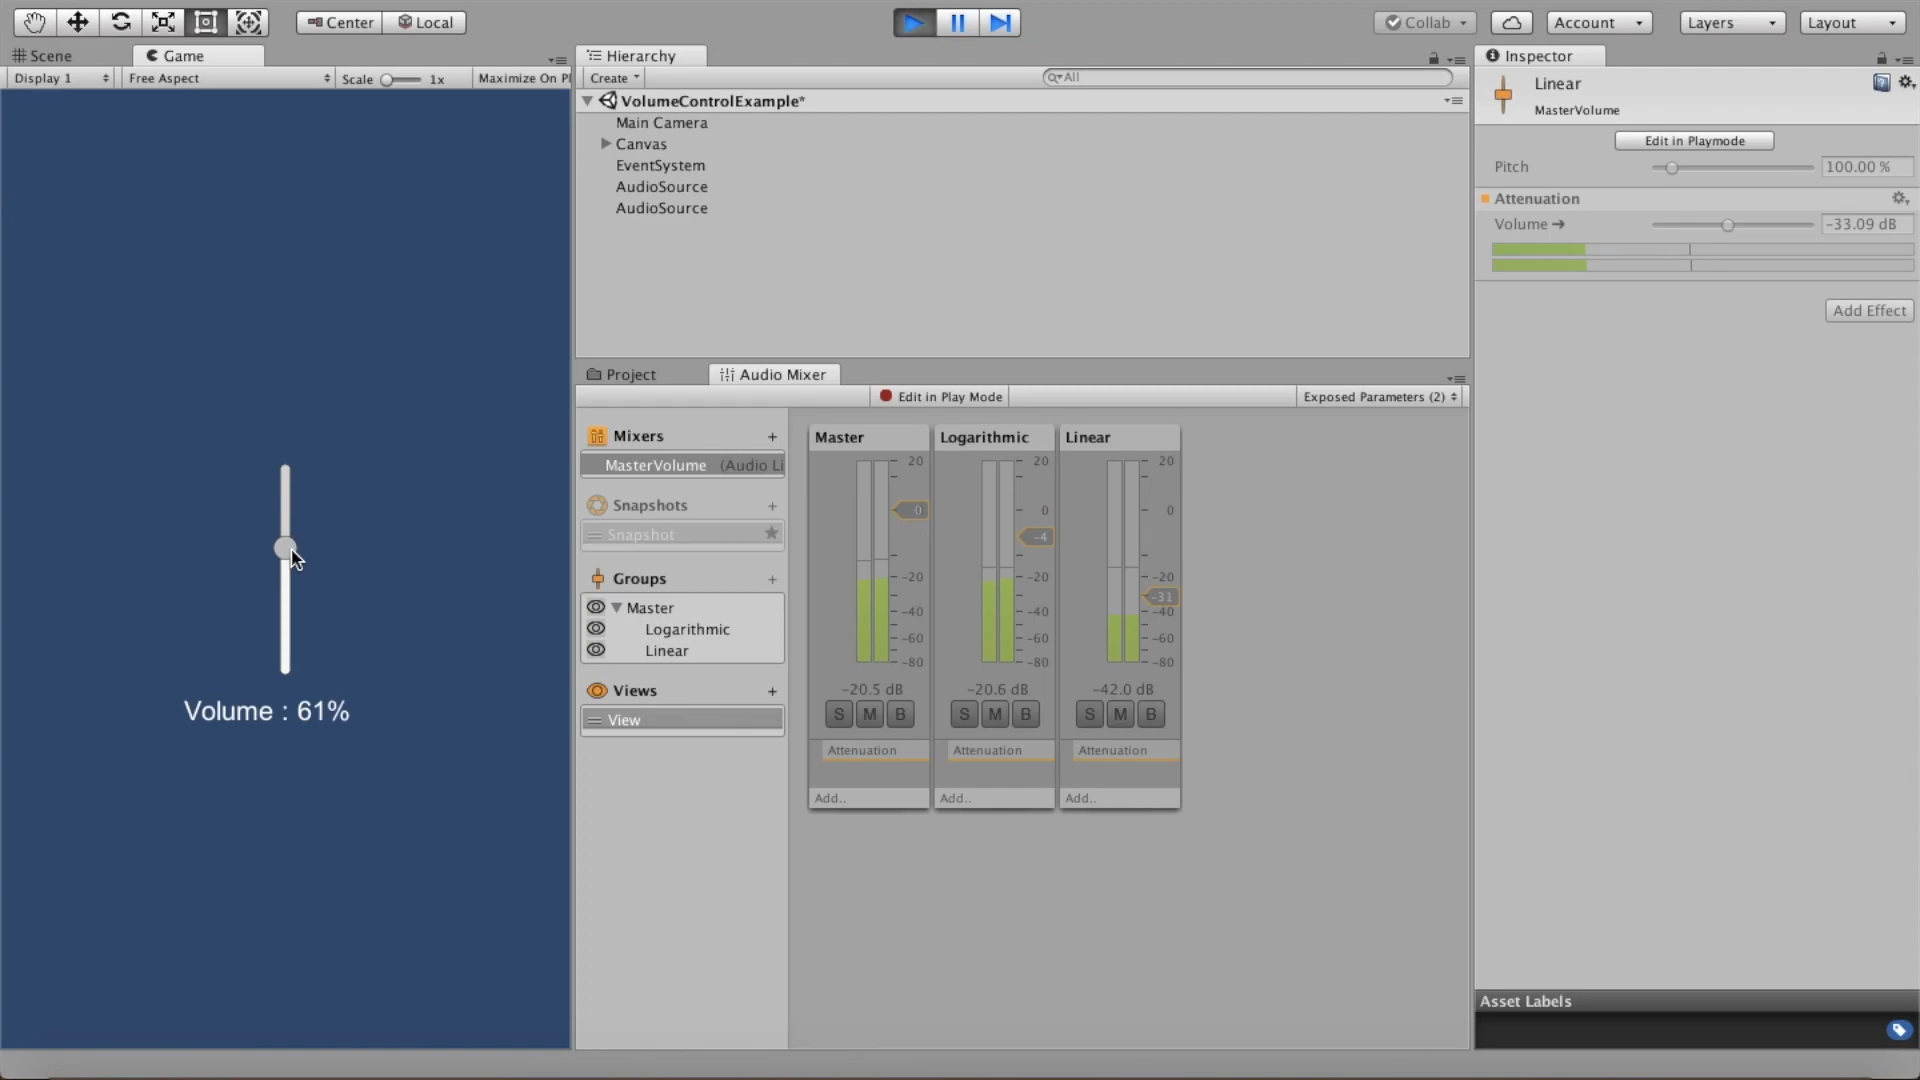 Center
Local
Collab
Account
Layers
Layout
Scene
Game
Display 1
Free Aspect
Scale
1x
Maximize On Pl
Hierarchy
Create
All
VolumeControlExample*
Main Camera
Canvas
EventSystem
AudioSource
AudioSource
Inspector
Linear
MasterVolume
Edit in Playmode
Pitch
100.00 %
Attenuation
Volume ➔
-33.09 dB
Add Effect
Volume : 61%
Project
Audio Mixer
Edit in Play Mode
Exposed Parameters (2)
Mixers +
MasterVolume (Audio Li
Snapshots +
Snapshot
Groups +
Master
Logarithmic
Linear
Views +
View
Master
20
0
0
-20
-40
-60
-80
-20.5 dB
S M B
Attenuation
Add..
Logarithmic
20
0
-4
-20
-40
-60
-80
-20.6 dB
S M B
Attenuation
Add..
Linear
20
0
-20
-31
-40
-60
-80
-42.0 dB
S M B
Attenuation
Add..
Asset Labels